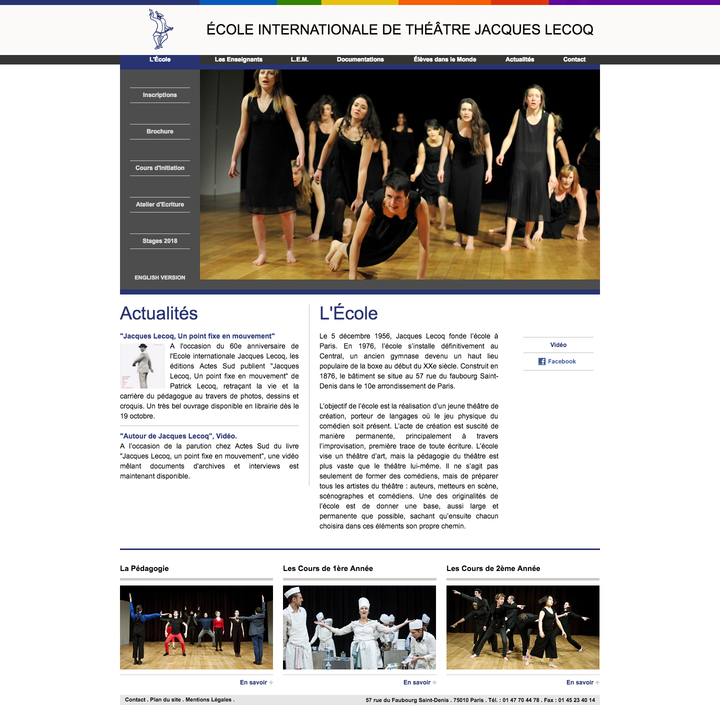 ÉCOLE INTERNATIONALE DE THÉÂTRE JACQUES LECOQ
L'École
Les Enseignants
L.E.M.
Documentations
Élèves dans le Monde
Actualités
Contact
Inscriptions
Brochure
Cours d'Initiation
Atelier d'Ecriture
Stages 2018
ENGLISH VERSION
Actualités
"Jacques Lecoq, Un point fixe en mouvement"
A l'occasion du 60e anniversaire de
l'Ecole internationale Jacques Lecoq, les
éditions Actes Sud publient "Jacques
Lecoq, Un point fixe en mouvement" de
Patrick Lecoq, retraçant la vie et la
carrière du pédagogue au travers de photos, dessins et
croquis. Un très bel ouvrage disponible en librairie dès le
19 octobre.
"Autour de Jacques Lecoq", Vidéo.
A l'occasion de la parution chez Actes Sud du livre
"Jacques Lecoq, un point fixe en mouvement", une vidéo
mêlant documents d'archives et interviews est
maintenant disponible.
L'École
Le 5 décembre 1956, Jacques Lecoq fonde l'école à
Paris. En 1976, l'école s'installe définitivement au
Central, un ancien gymnase devenu un haut lieu
populaire de la boxe au début du XXe siècle. Construit en
1876, le bâtiment se situe au 57 rue du faubourg Saint-
Denis dans le 10e arrondissement de Paris.
L'objectif de l'école est la réalisation d'un jeune théâtre de
création, porteur de langages où le jeu physique du
comédien soit présent. L'acte de création est suscité de
manière permanente, principalement à travers
l'improvisation, première trace de toute écriture. L'école
vise un théâtre d'art, mais la pédagogie du théâtre est
plus vaste que le théâtre lui-même. Il ne s'agit pas
seulement de former des comédiens, mais de préparer
tous les artistes du théâtre : auteurs, metteurs en scène,
scénographes et comédiens. Une des originalités de
l'école est de donner une base, aussi large et
permanente que possible, sachant qu'ensuite chacun
choisira dans ces éléments son propre chemin.
Vidéo
Facebook
La Pédagogie
Les Cours de 1ère Année
Les Cours de 2ème Année
En savoir +
En savoir +
En savoir +
Contact . Plan du site . Mentions Légales .
57 rue du Faubourg Saint-Denis . 75010 Paris . Tél. : 01 47 70 44 78 . Fax : 01 45 23 40 14